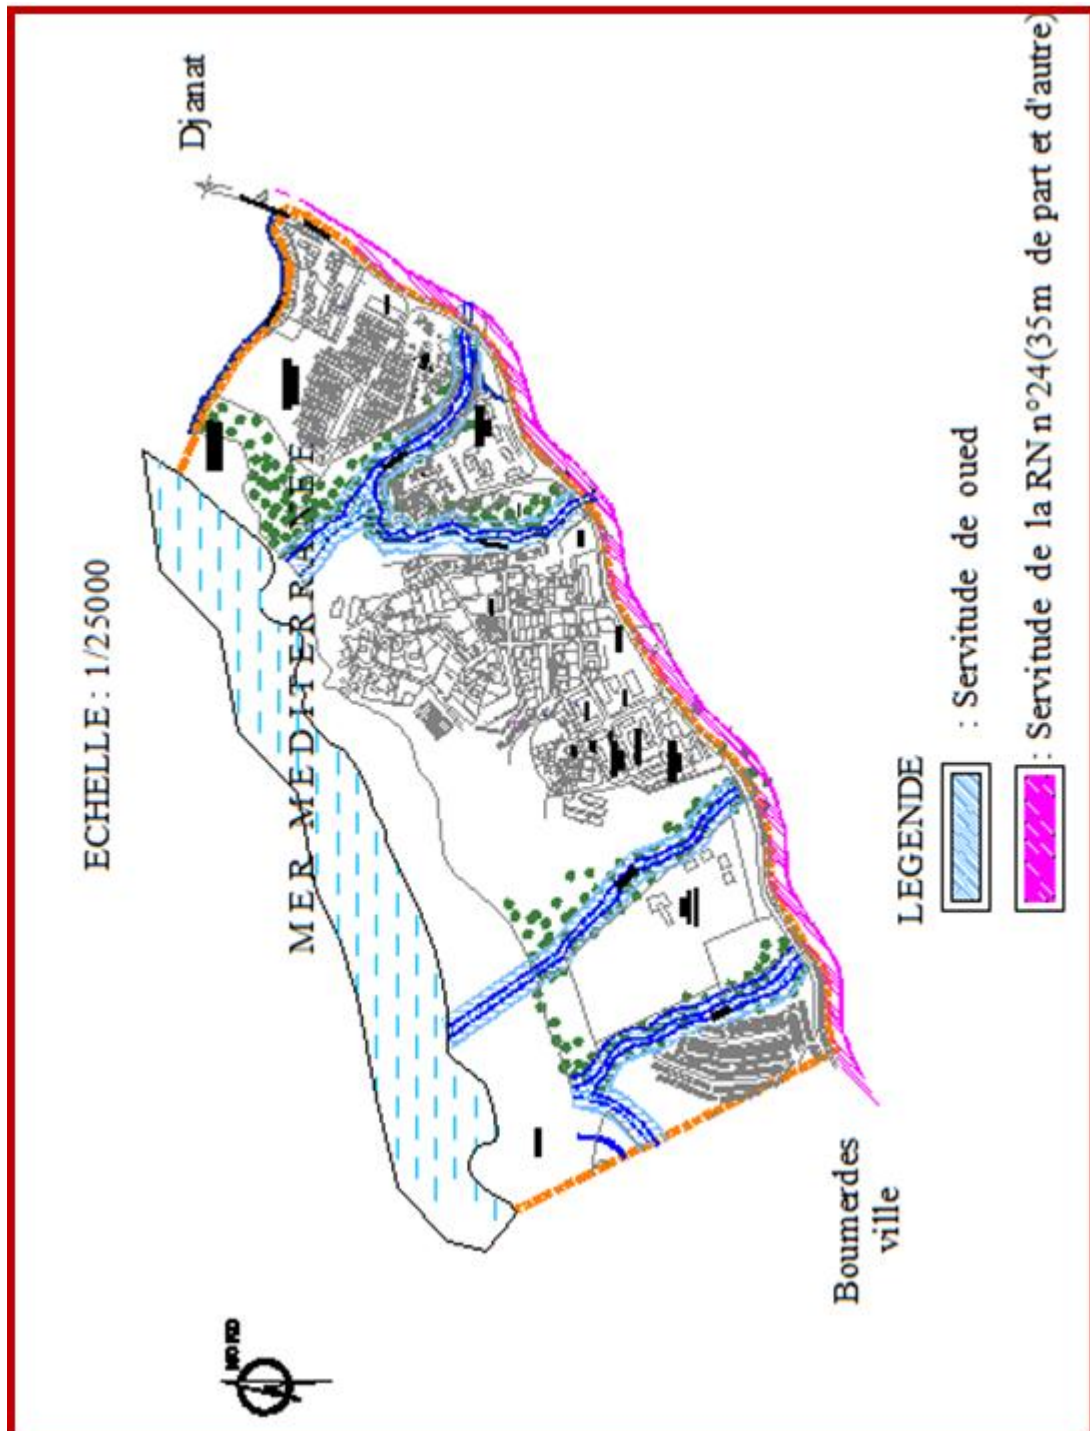 ECHELLE : 1/25000
Djanat
MER MEDITERRANEE
Boumerdes
ville
NORD
LEGENDE
: Servitude de oued
: Servitude de la RN n°24(35m de part et d'autre)